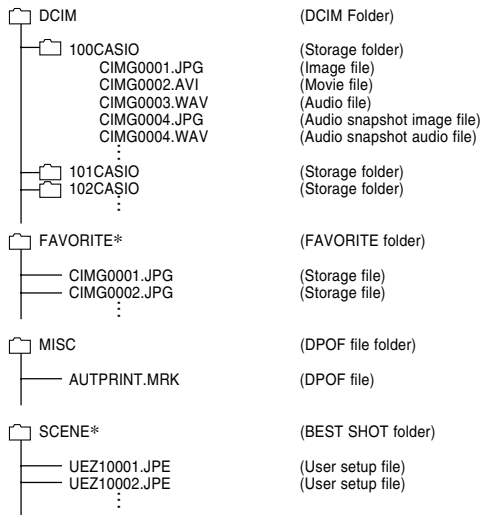 DCIM (DCIM Folder)
100CASIO (Storage folder)
CIMG0001.JPG (Image file)
CIMG0002.AVI (Movie file)
CIMG0003.WAV (Audio file)
CIMG0004.JPG (Audio snapshot image file)
CIMG0004.WAV (Audio snapshot audio file)
101CASIO (Storage folder)
102CASIO (Storage folder)
FAVORITE* (FAVORITE folder)
CIMG0001.JPG (Storage file)
CIMG0002.JPG (Storage file)
MISC (DPOF file folder)
AUTPRINT.MRK (DPOF file)
SCENE* (BEST SHOT folder)
UEZ10001.JPE (User setup file)
UEZ10002.JPE (User setup file)